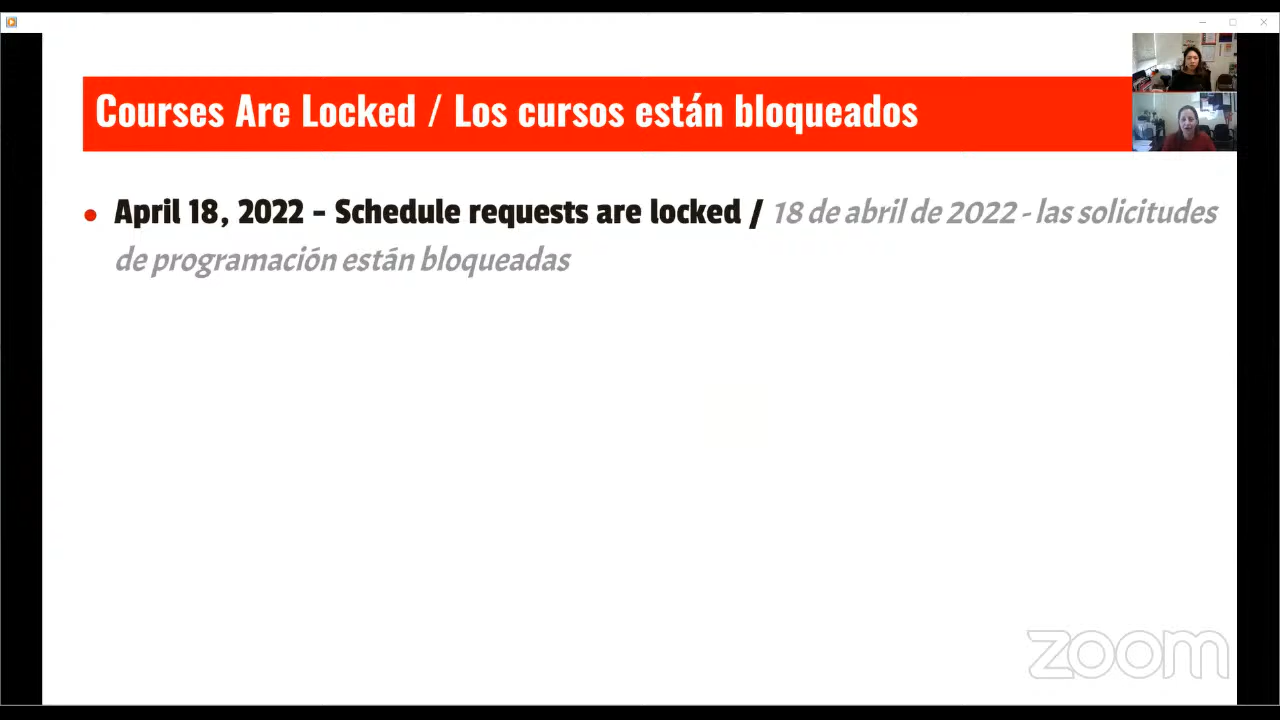 Courses Are Locked / Los cursos están bloqueados
• April 18, 2022 - Schedule requests are locked / 18 de abril de 2022 - las solicitudes
de programación están bloqueadas
zoom